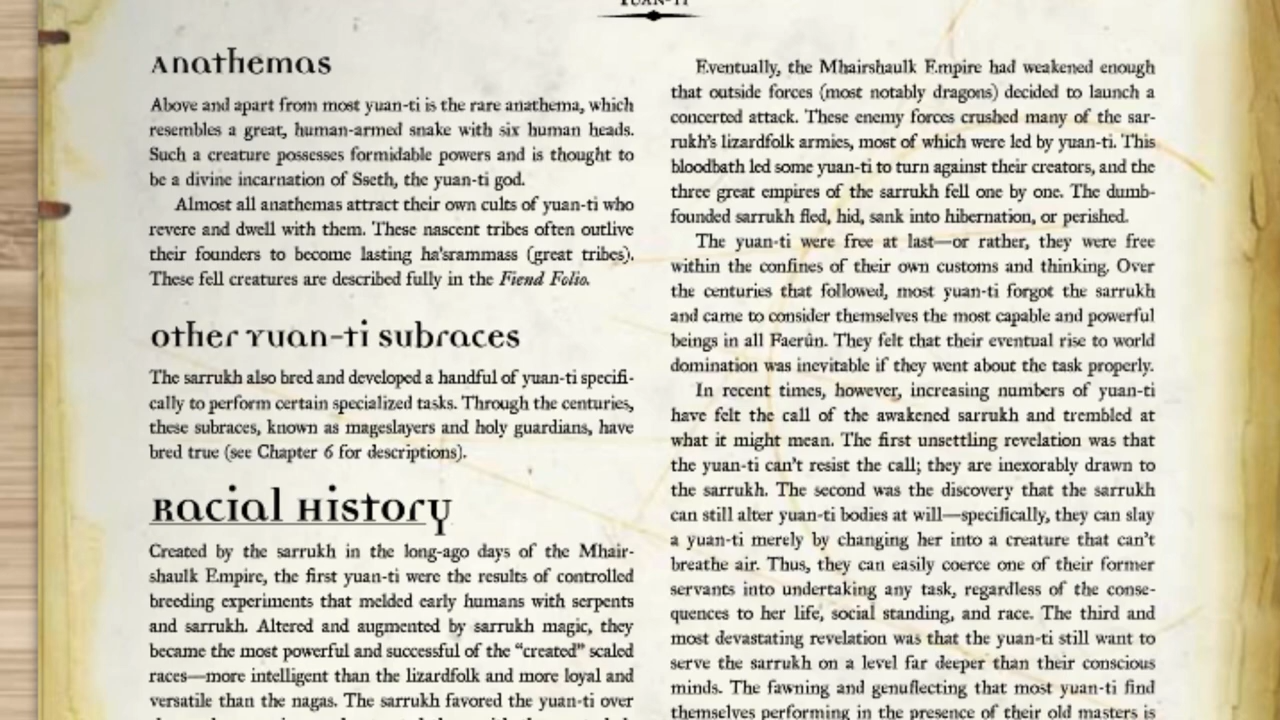 Yuan-ti
Anathemas
Above and apart from most yuan-ti is the rare anathema, which
resembles a great, human-armed snake with six human heads.
Such a creature possesses formidable powers and is thought to
be a divine incarnation of Sseth, the yuan-ti god.
Almost all anathemas attract their own cults of yuan-ti who
revere and dwell with them. These nascent tribes often outlive
their founders to become lasting ha'srammass (great tribes).
These fell creatures are described fully in the Fiend Folio.
Other Yuan-ti Subraces
The sarrukh also bred and developed a handful of yuan-ti specifi-
cally to perform certain specialized tasks. Through the centuries,
these subraces, known as mageslayers and holy guardians, have
bred true (see Chapter 6 for descriptions).
Racial History
Created by the sarrukh in the long-ago days of the Mhair-
shaulk Empire, the first yuan-ti were the results of controlled
breeding experiments that melded early humans with serpents
and sarrukh. Altered and augmented by sarrukh magic, they
became the most powerful and successful of the “created” scaled
races—more intelligent than the lizardfolk and more loyal and
versatile than the nagas. The sarrukh favored the yuan-ti over
Eventually, the Mhairshaulk Empire had weakened enough
that outside forces (most notably dragons) decided to launch a
concerted attack. These enemy forces crushed many of the sar-
rukh’s lizardfolk armies, most of which were led by yuan-ti. This
bloodbath led some yuan-ti to turn against their creators, and the
three great empires of the sarrukh fell one by one. The dumb-
founded sarrukh fled, hid, sank into hibernation, or perished.
The yuan-ti were free at last—or rather, they were free
within the confines of their own customs and thinking. Over
the centuries that followed, most yuan-ti forgot the sarrukh
and came to consider themselves the most capable and powerful
beings in all Faerûn. They felt that their eventual rise to world
domination was inevitable if they went about the task properly.
In recent times, however, increasing numbers of yuan-ti
have felt the call of the awakened sarrukh and trembled at
what it might mean. The first unsettling revelation was that
the yuan-ti can’t resist the call; they are inexorably drawn to
the sarrukh. The second was the discovery that the sarrukh
can still alter yuan-ti bodies at will—specifically, they can slay
a yuan-ti merely by changing her into a creature that can’t
breathe air. Thus, they can easily coerce one of their former
servants into undertaking any task, regardless of the conse-
quences to her life, social standing, and race. The third and
most devastating revelation was that the yuan-ti still want to
serve the sarrukh on a level far deeper than their conscious
minds. The fawning and genuflecting that most yuan-ti find
themselves performing in the presence of their old masters is